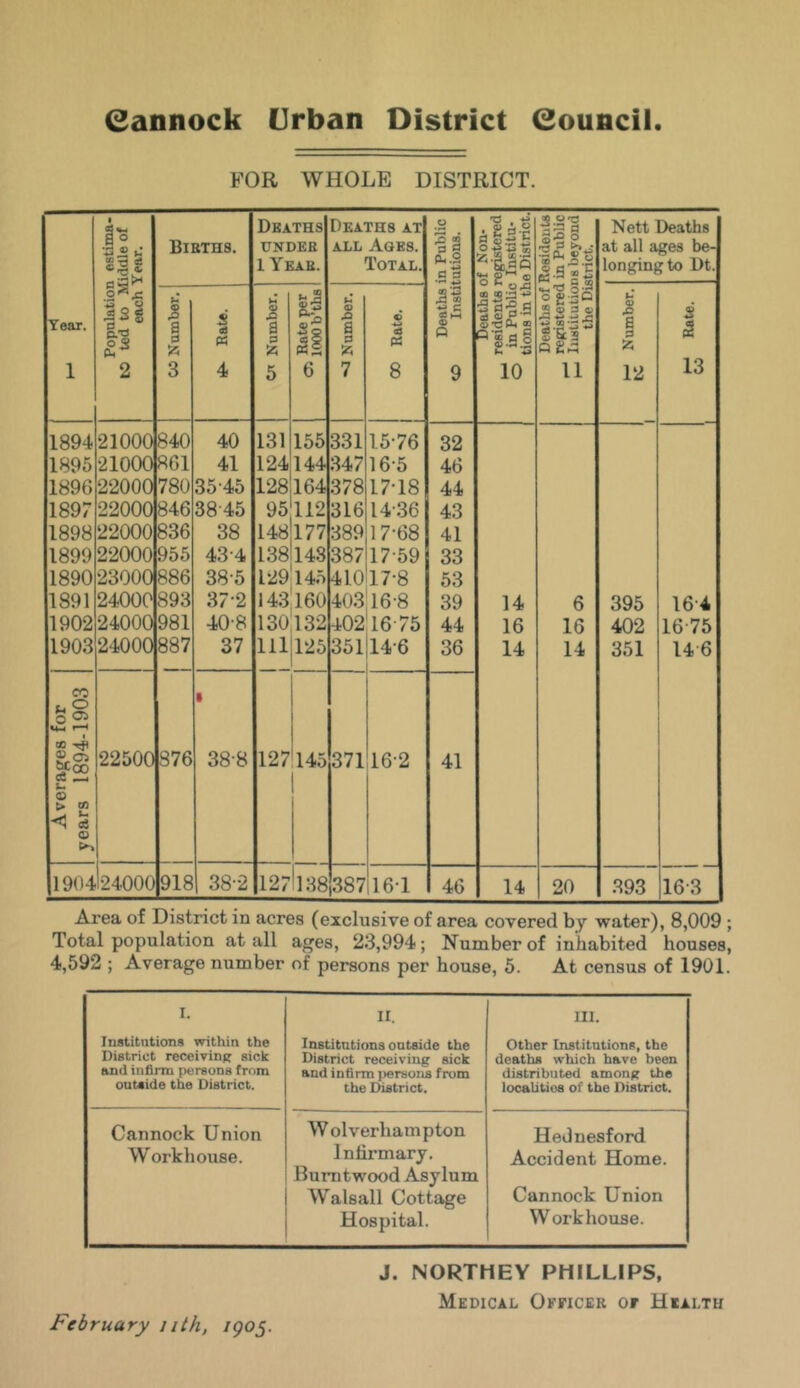 Cannock Urban District Council.
FOR WHOLE DISTRICT.
Year. 1 | Population estimated to Middle of each Year. 2 | BIRTHS. Number. 3 | Rate. 4 | DEATHS UNDER 1 YEAR. Number. 5 | Rate per 1000 b'ths 6 | DEATHS AT ALL AGES. TOTAL. Number. 7 | Rate. 8 | Deaths in Public Institutions. 9 | Deaths of Non-residents registered in Public Institutions in the District. 10 | Deaths of Residents registered in Public Institutions beyond the District. 11 | Nett Deaths at all ages belonging to Dt. Number. 12 | Rate. 13
1894 21000 840 40 131 155 331 15·76 32
1895 21000 861 41 124 144 347 16·5 46
1896 22000 780 35·45 128 164 378 17·18 44
1897 22000 846 38·45 95 112 316 14·36 43
1898 22000 836 38 148 177 389 17·68 41
1899 22000 955 43·4 138 143 387 17·59 33
1890 23000 886 38·5 129 145 410 17·8 53
1891 24000 893 37·2 143 160 403 16·8 39 14 6 395 16·4
1902 24000 981 40·8 130 132 402 16·75 44 16 16 402 16·75
1903 24000 887 37 111 125 351 14·6 36 14 14 351 14·6
Averages for years 1894-1903 22500 876 38·8 127 145 371 16·2 41
1904 24000 918 38·2 127 138 387 16·1 46 14 20 393 16·3
Area of District in acres (exclusive of area covered by water), 8,009 ;
Total population at all ages, 23,994; Number of inhabited houses,
4,592 ; Average number of persons per house, 5. At census of 1901.
I.
Institutions within the
District receiving sick
and infirm persons from
outside the District.
Cannock Union
Workhouse.
II.
Institutions outside the
District receiving sick
and infirm persons from
the District.
Wolverhampton
Infirmary.
Burntwood Asylum
Walsall Cottage
Hospital.
III.
Other Institutions, the
deaths which have been
distributed among the
localities of the District.
Hednesford
Accident Home.
Cannock Union
Workhouse.
J. NORTHEY PHILLIPS,
MEDICAL OFFICER OF HEALTH
February 11th, 1905.